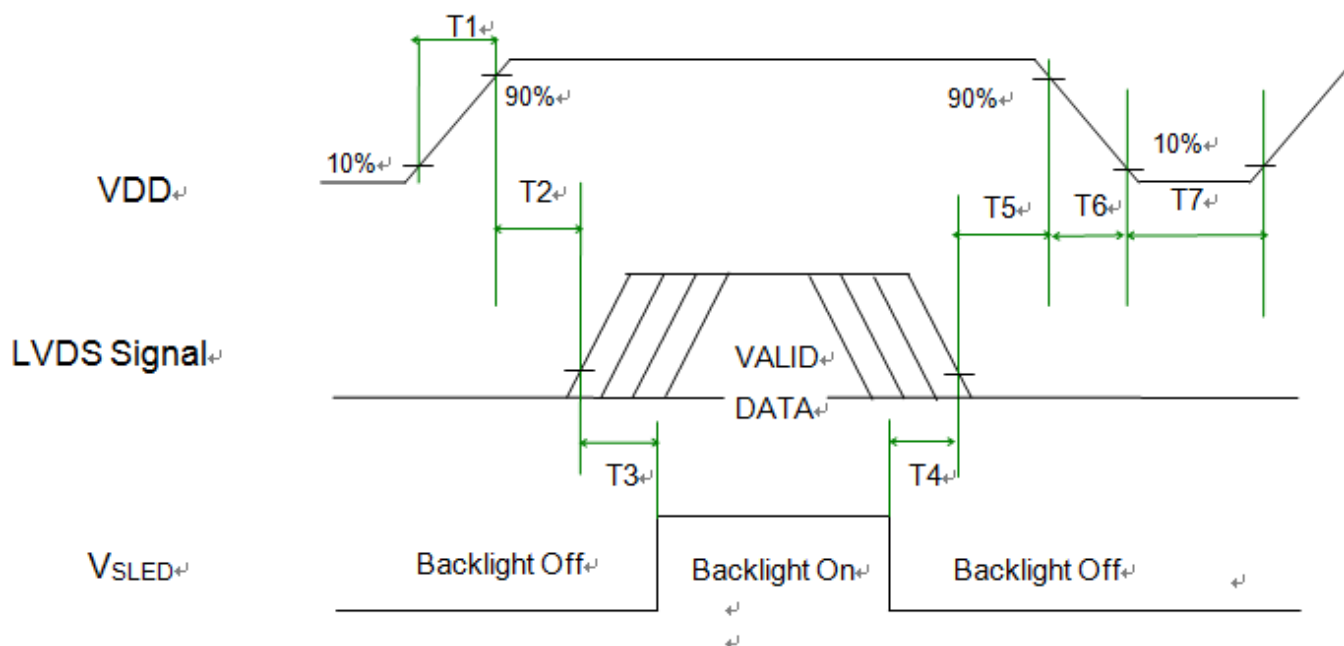 T1↵
90%↵
90%↵
10%↵
10%↵
VDD↵
T2↵
T5↵
T6↵
T7↵
LVDS Signal↵
VALID↵
DATA↵
T3↵
T4↵
VSLED↵
Backlight Off↵
Backlight On↵
Backlight Off↵
↵
↵
↵